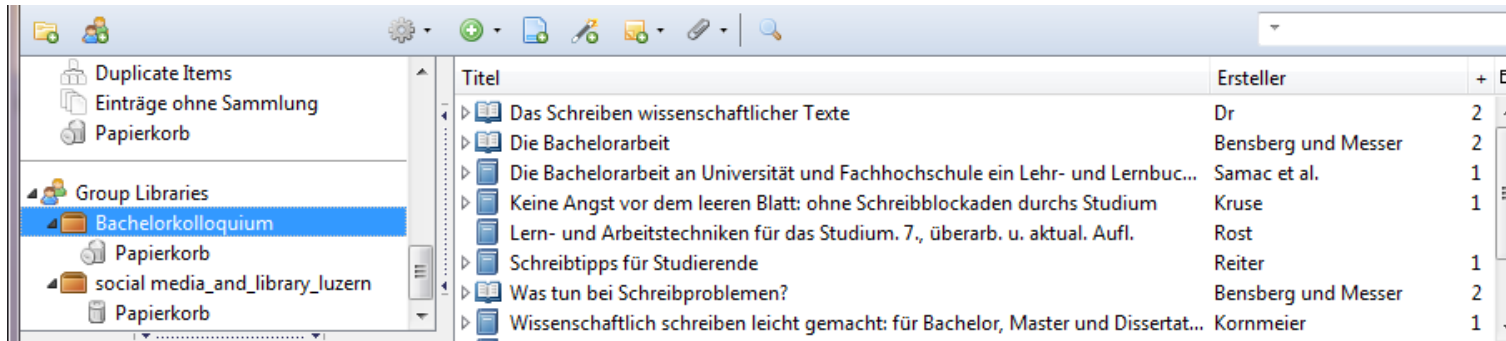 Duplicate Items
Einträge ohne Sammlung
Papierkorb
Group Libraries
Bachelorkolloquium
Papierkorb
social media_and_library_luzern
Papierkorb
Titel Ersteller +
Das Schreiben wissenschaftlicher Texte Dr 2
Die Bachelorarbeit Bensberg und Messer 2
Die Bachelorarbeit an Universität und Fachhochschule ein Lehr- und Lernbuc... Samac et al. 1
Keine Angst vor dem leeren Blatt: ohne Schreibblockaden durchs Studium Kruse 1
Lern- und Arbeitstechniken für das Studium. 7., überarb. u. aktual. Aufl. Rost
Schreibtipps für Studierende Reiter 1
Was tun bei Schreibproblemen? Bensberg und Messer 2
Wissenschaftlich schreiben leicht gemacht: für Bachelor, Master und Dissertat... Kornmeier 1